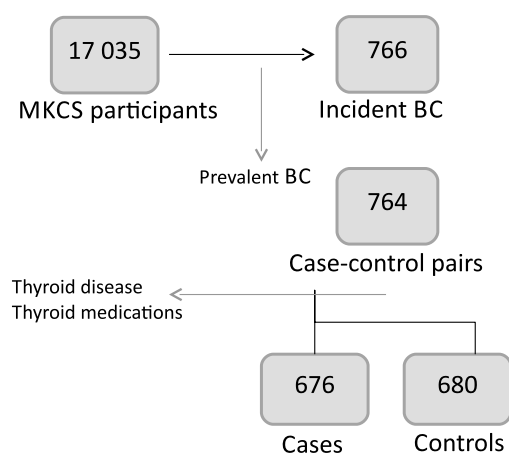 17 035
766
MKCS participants
Incident BC
Prevalent BC
764
Case-control pairs
Thyroid disease
Thyroid medications
676
680
Cases
Controls